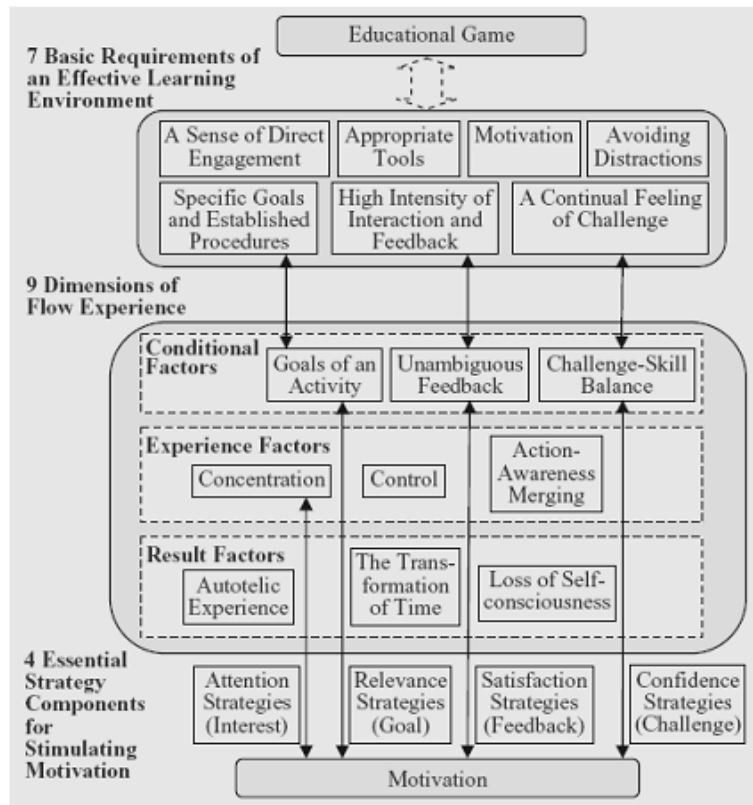 Educational Game
7 Basic Requirements of
an Effective Learning
Environment
A Sense of Direct
Engagement
Appropriate
Tools
Motivation
Avoiding
Distractions
Specific Goals
and Established
Procedures
High Intensity of
Interaction and
Feedback
A Continual Feeling
of Challenge
9 Dimensions of
Flow Experience
Conditional
Factors
Goals of an
Activity
Unambiguous
Feedback
Challenge-Skill
Balance
Experience Factors
Concentration
Control
Action-
Awareness
Merging
Result Factors
Autotelic
Experience
The Trans-
formation
of Time
Loss of Self-
consciousness
4 Essential
Strategy
Components
for
Stimulating
Motivation
Attention
Strategies
(Interest)
Relevance
Strategies
(Goal)
Satisfaction
Strategies
(Feedback)
Confidence
Strategies
(Challenge)
Motivation